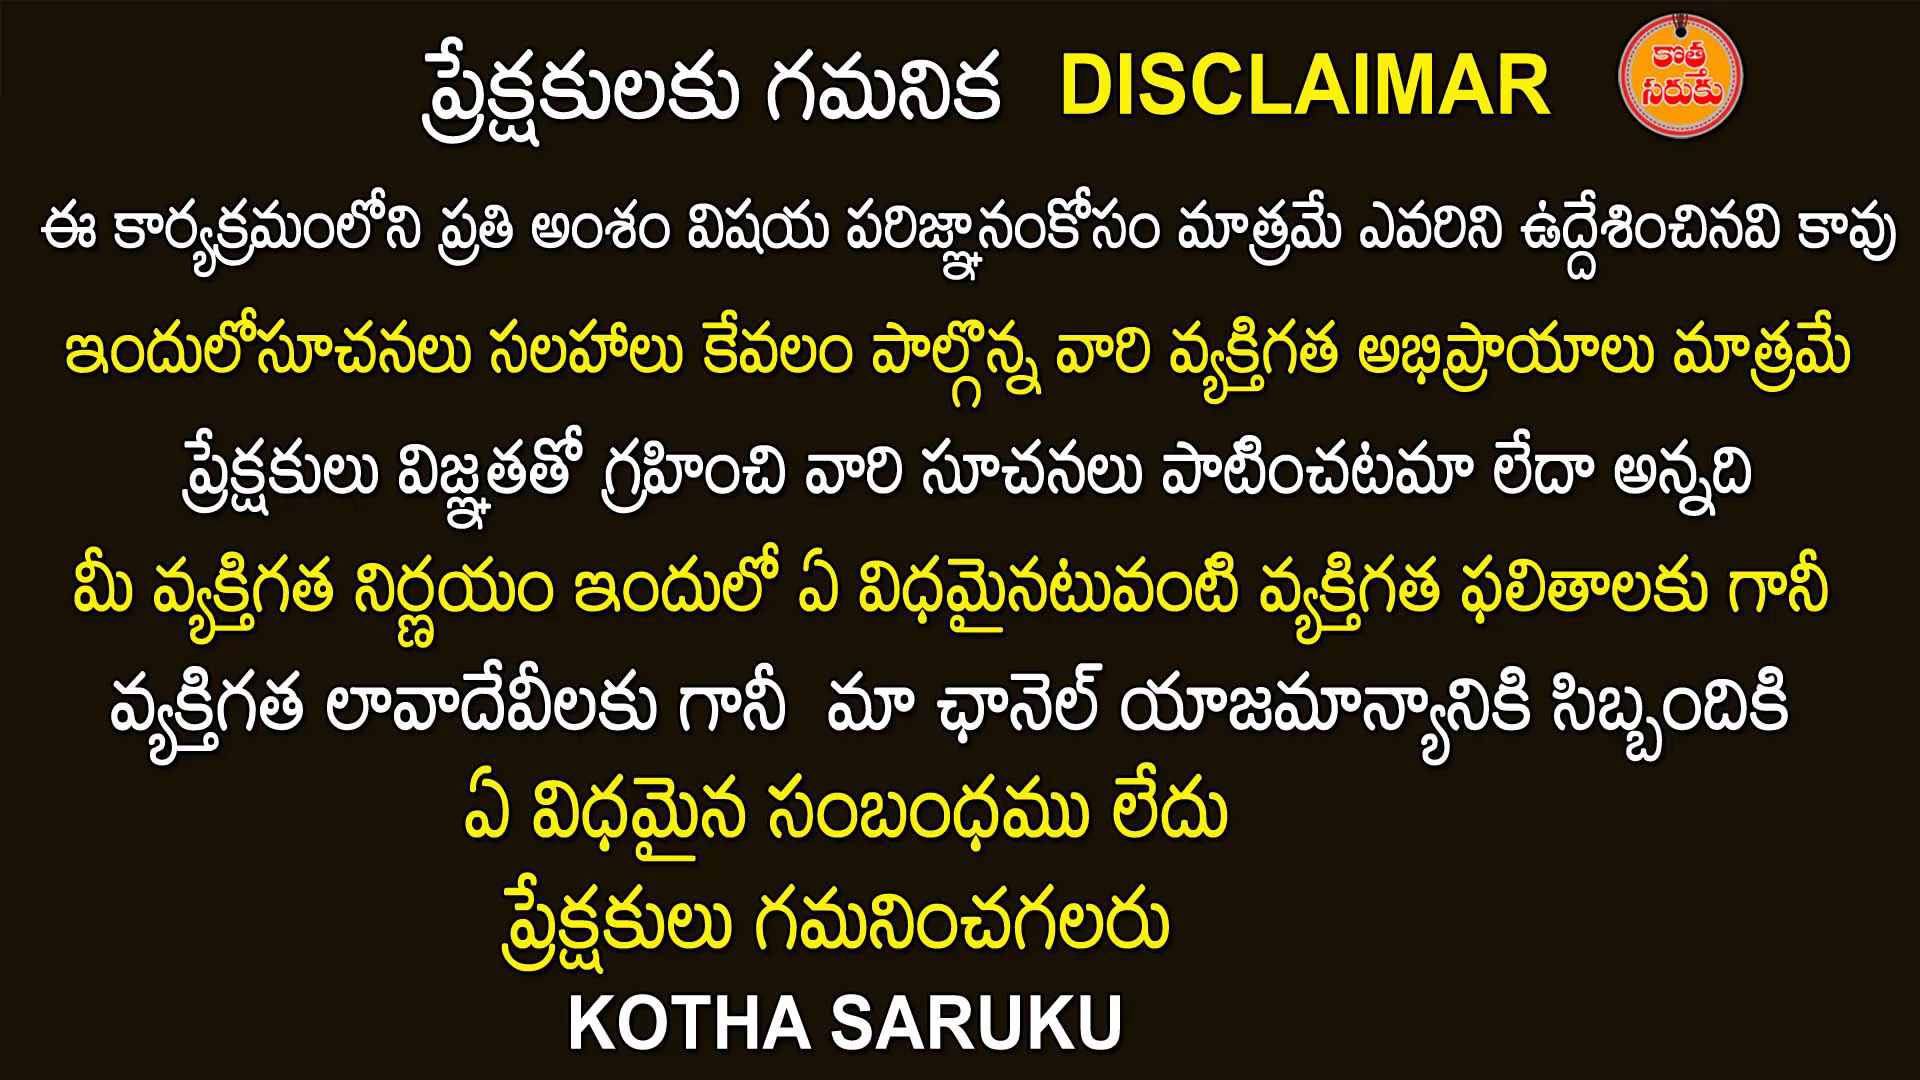 ప్రేక్షకులకు గమనిక DISCLAIMAR
కొత్త
సరుకు
ఈ కార్యక్రమంలోని ప్రతి అంశం విషయ పరిజ్ఞానంకోసం మాత్రమే ఎవరిని ఉద్దేశించినవి కావు
ఇందులోసూచనలు సలహాలు కేవలం పాల్గొన్న వారి వ్యక్తిగత అభిప్రాయాలు మాత్రమే
ప్రేక్షకులు విజ్ఞతతో గ్రహించి వారి సూచనలు పాటించటమా లేదా అన్నది
మీ వ్యక్తిగత నిర్ణయం ఇందులో ఏ విధమైనటువంటి వ్యక్తిగత ఫలితాలకు గానీ
వ్యక్తిగత లావాదేవీలకు గానీ మా ఛానెల్ యాజమాన్యానికి సిబ్బందికి
ఏ విధమైన సంబంధము లేదు
ప్రేక్షకులు గమనించగలరు
KOTHA SARUKU